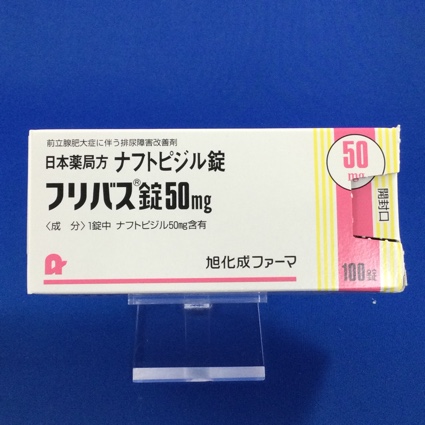 前立腺肥大症に伴う排尿障害改善剤
日本薬局方 ナフトピジル錠
フリバス®錠50mg
〈成 分〉1錠中 ナフトピジル50mg含有
旭化成ファーマ
50
mg
開封口
100錠